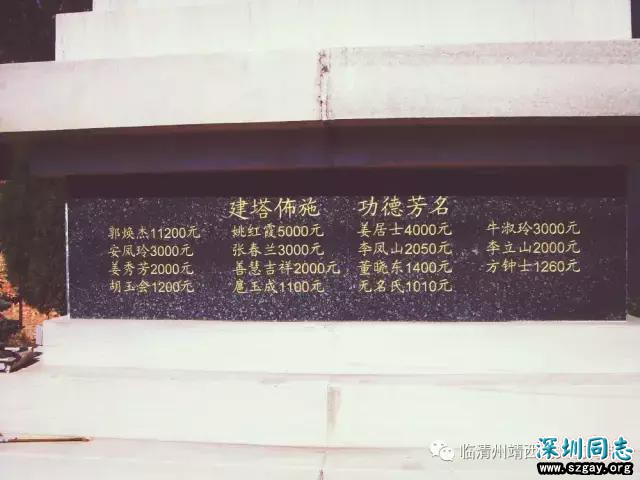 建塔佈施 功德芳名
郭焕杰11200元 姚红霞5000元 姜居士4000元 牛淑玲3000元
安凤玲3000元 张春兰3000元 李凤山2050元 李立山2000元
姜秀芳2000元 善慧吉祥2000元 董晓东1400元 方钟士1260元
胡玉会1200元 扈玉成1100元 无名氏1010元
临清州靖西
深圳同志
www.szgay.org